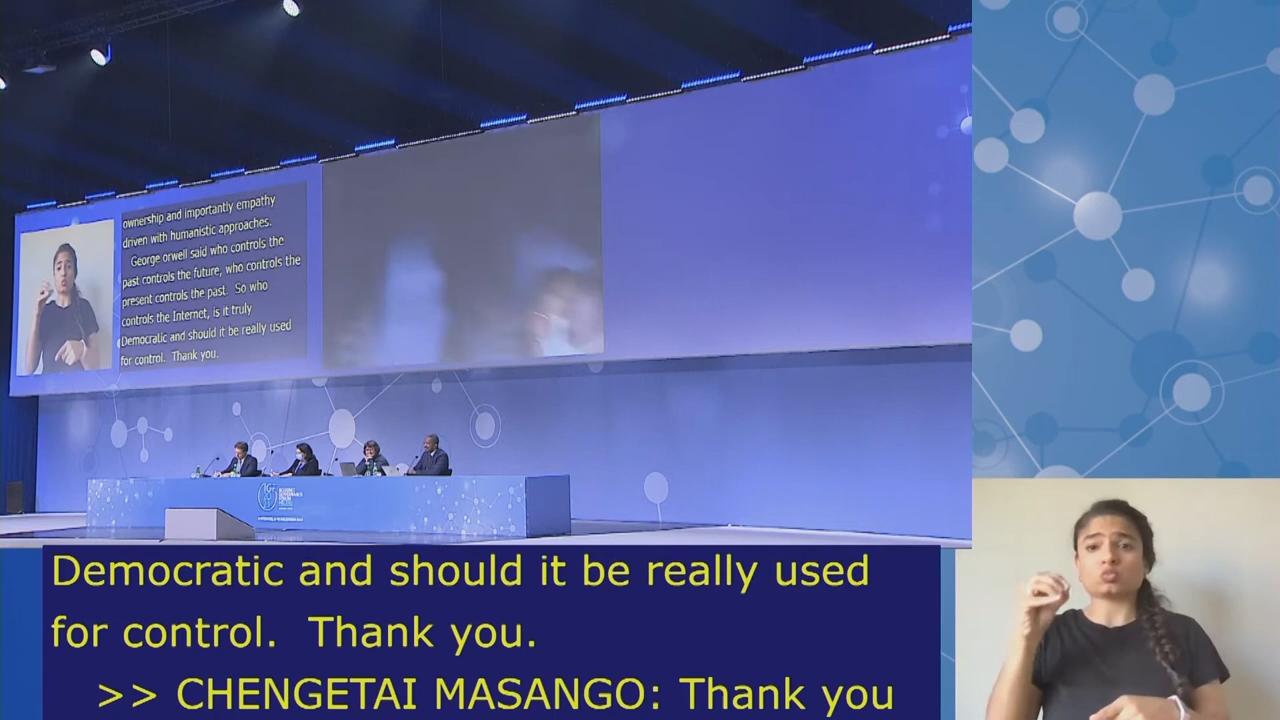 ownership and importantly empathy
driven with humanistic approaches.
George orwell said who controls the
past controls the future, who controls the
present controls the past. So who
controls the Internet, is it truly
Democratic and should it be really used
for control. Thank you.
Democratic and should it be really used
for control. Thank you.
>> CHENGETAI MASANGO: Thank you